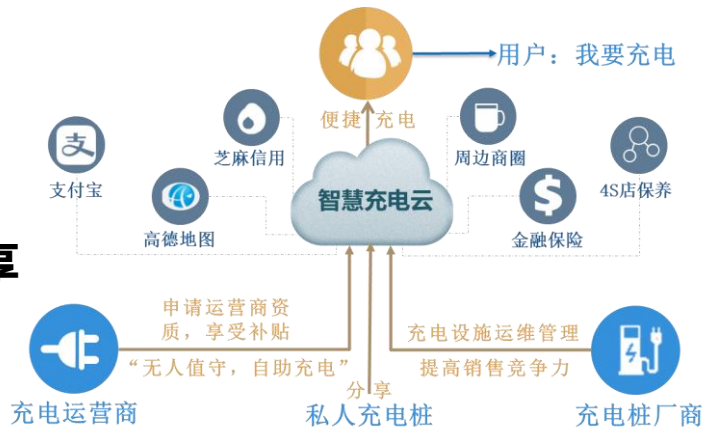 用户：我要充电
便捷充电
芝麻信用
周边商圈
支付宝
4S店保养
智慧充电云
高德地图
金融保险
申请运营商资
质，享受补贴
充电设施运维管理
“无人值守，自助充电”
提高销售竞争力
分享
充电运营商
私人充电桩
充电桩厂商